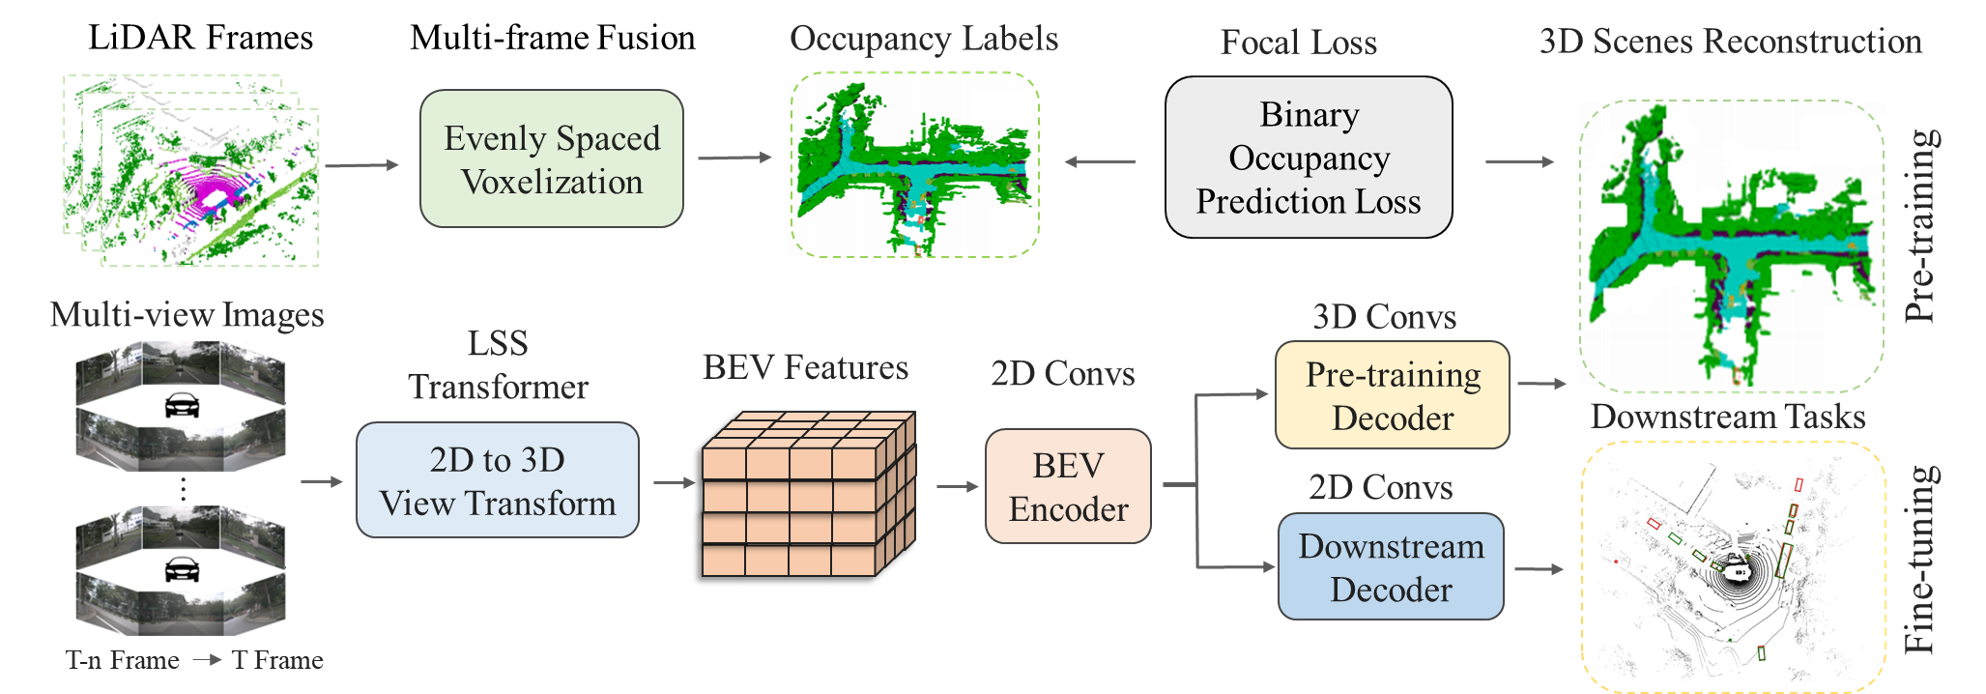 LiDAR Frames
Multi-frame Fusion
Evenly Spaced
Voxelization
Occupancy Labels
Focal Loss
Binary
Occupancy
Prediction Loss
3D Scenes Reconstruction
Pre-training
Multi-view Images
T-n Frame → T Frame
LSS
Transformer
2D to 3D
View Transform
BEV Features
2D Convs
BEV
Encoder
3D Convs
Pre-training
Decoder
2D Convs
Downstream
Decoder
Downstream Tasks
Fine-tuning